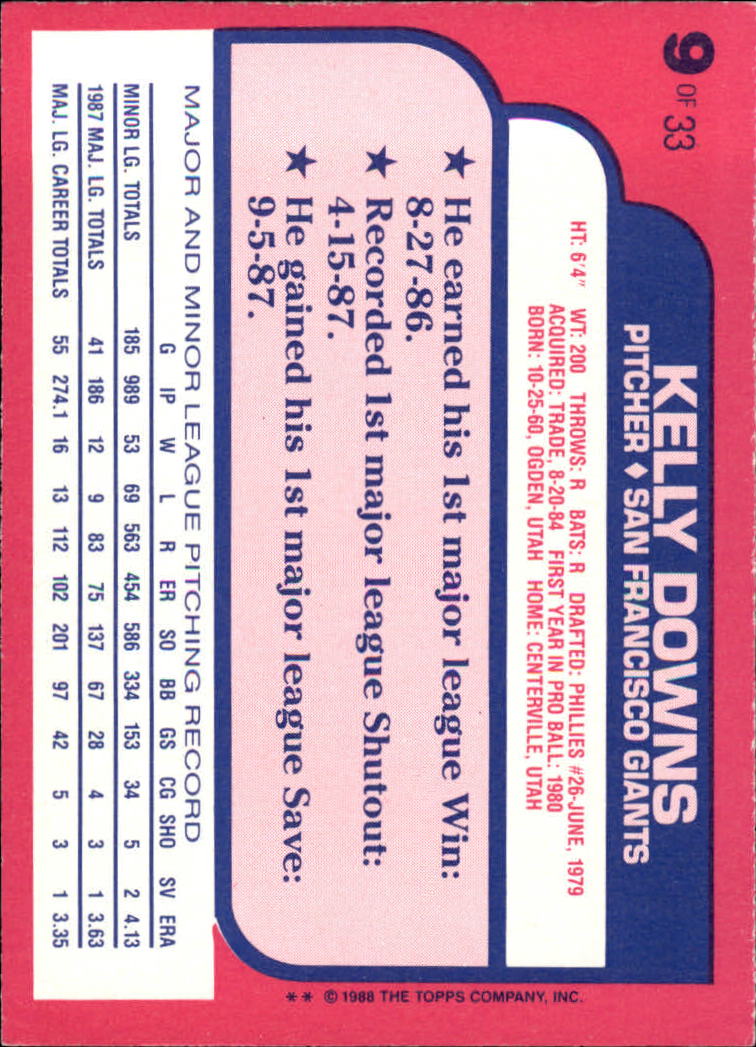 9 OF 33
KELLY DOWNS
PITCHER ♦ SAN FRANCISCO GIANTS
HT: 6'4" WT: 200 THROWS: R BATS: R DRAFTED: PHILLIES #26-JUNE, 1979
ACQUIRED: TRADE, 8-20-84 FIRST YEAR IN PRO BALL: 1980
BORN: 10-25-60, OGDEN, UTAH HOME: CENTERVILLE, UTAH
★ He earned his 1st major league Win:
8-27-86.
★ Recorded 1st major league Shutout:
4-15-87.
★ He gained his 1st major league Save:
9-5-87.
MAJOR AND MINOR LEAGUE PITCHING RECORD
G IP W L R ER SO BB GS CG SHO SV ERA
MINOR LG. TOTALS 185 989 53 69 563 454 586 334 153 34 5 2 4.13
1987 MAJ. LG. TOTALS 41 186 12 9 83 75 137 67 28 4 3 1 3.63
MAJ. LG. CAREER TOTALS 55 274.1 16 13 112 102 201 97 42 5 3 1 3.35
** © 1988 THE TOPPS COMPANY, INC.